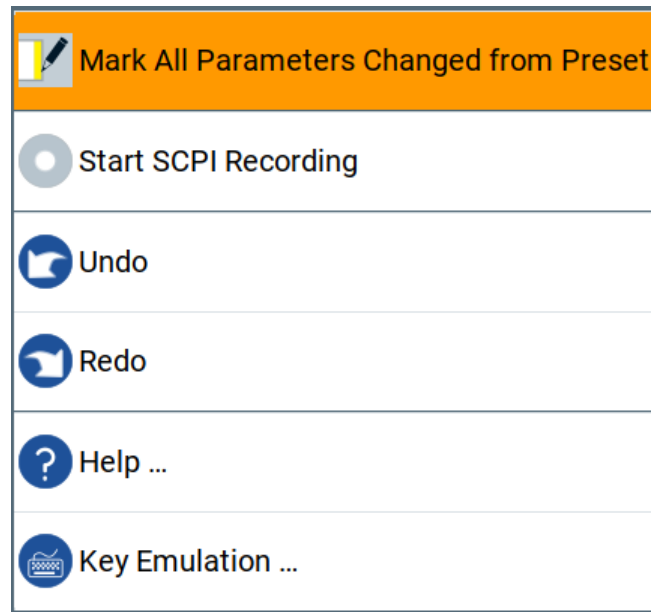 Mark All Parameters Changed from Preset
Start SCPI Recording
Undo
Redo
Help ...
Key Emulation ...